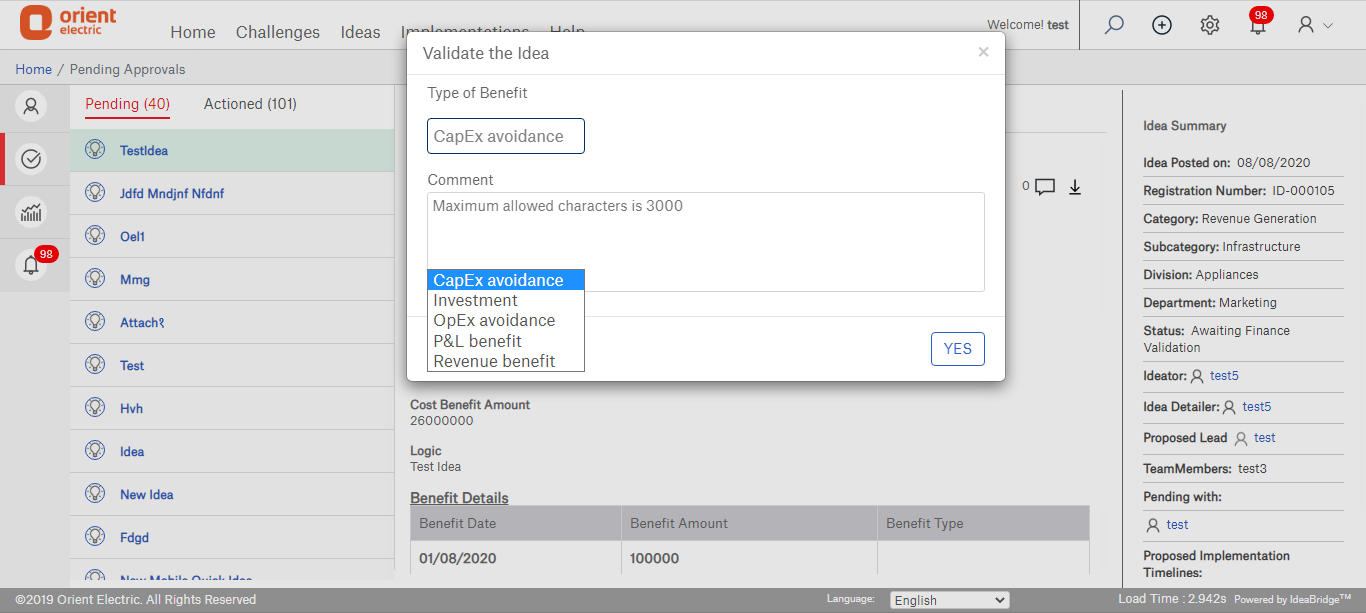 orient
electric
Home Challenges Ideas Implementations Help
Welcome! test
98
Home / Pending Approvals
98
Pending (40) Actioned (101)
TestIdea
Jdfd Mndjnf Nfdnf
Oel1
Mmg
Test
Hvh
Idea
New Idea
Fdgd
New Mobile Quick Idea
Validate the Idea
×
Type of Benefit
CapEx avoidance
Comment
Maximum allowed characters is 3000
CapEx avoidance
Investment
OpEx avoidance
P&L benefit
Revenue benefit
YES
0
Cost Benefit Amount
26000000
Logic
Test Idea
Benefit Details
Benefit Date Benefit Amount Benefit Type
01/08/2020 100000
Idea Summary
Idea Posted on: 08/08/2020
Registration Number: ID-000105
Category: Revenue Generation
Subcategory: Infrastructure
Division: Appliances
Department: Marketing
Status: Awaiting Finance
Validation
Ideator: test5
Idea Detailer: test5
Proposed Lead test
TeamMembers: test3
Pending with:
test
Proposed Implementation
Timelines:
©2019 Orient Electric. All Rights Reserved
Language: English
Load Time : 2.942s Powered by IdeaBridge™